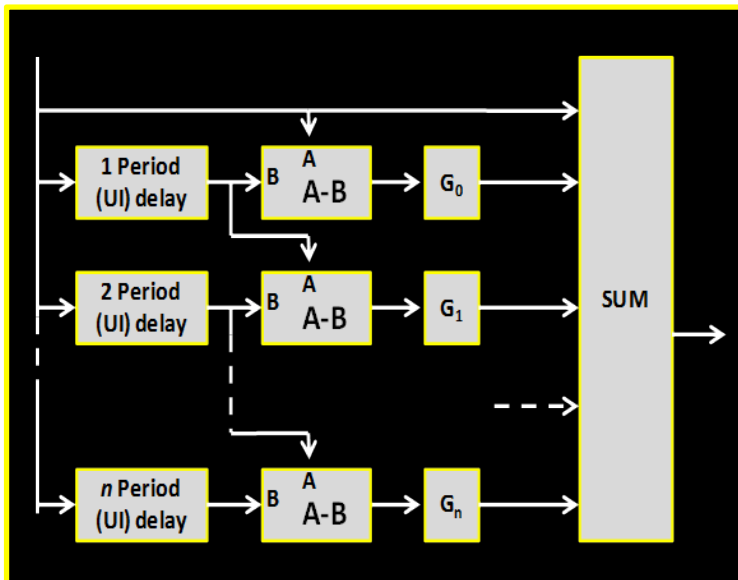 1 Period
(UI) delay
B
A
A-B
G₀
2 Period
(UI) delay
B
A
A-B
G₁
SUM
n Period
(UI) delay
B
A
A-B
Gₙ